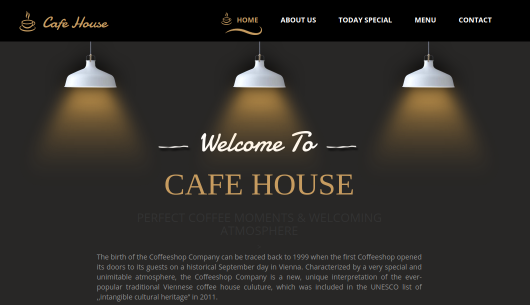 Cafe House
HOME
ABOUT US
TODAY SPECIAL
MENU
CONTACT
Welcome To
CAFE HOUSE
PERFECT COFFEE MOMENTS & WELCOMING
ATMOSPHERE
The birth of the Coffeeshop Company can be traced back to 1999 when the first Coffeeshop opened
its doors to its guests on a historical September day in Vienna. Characterized by a very special and
unimitable atmosphere, the Coffeeshop Company is a new, unique interpretation of the ever-
popular traditional Viennese coffee house culuture, which was included in the UNESCO list of
„intangible cultural heritage" in 2011.